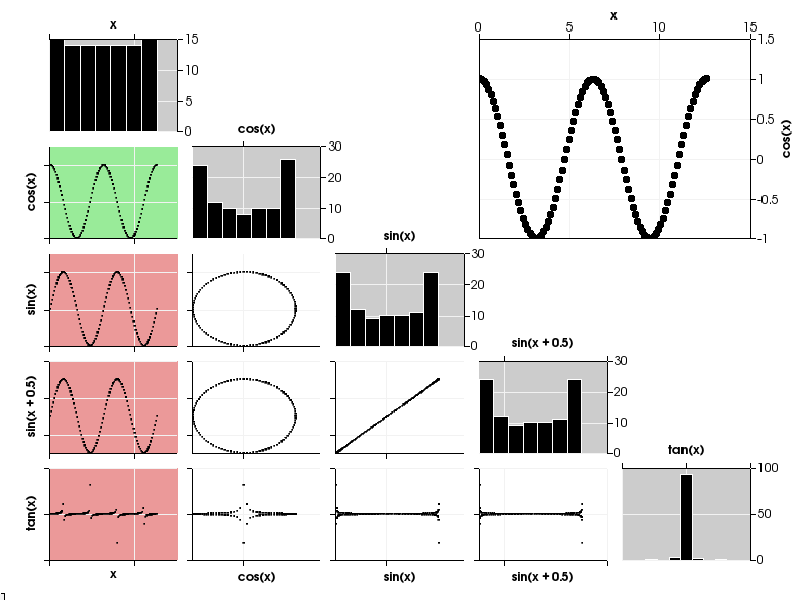 x
x
0 5 10 15
15
10
5
0
1.5
1
0.5
0
-0.5
-1
cos(x)
cos(x)
30
20
10
0
cos(x)
sin(x)
30
20
10
0
sin(x)
sin(x + 0.5)
30
20
10
0
sin(x + 0.5)
tan(x)
100
50
0
tan(x)
x cos(x) sin(x) sin(x + 0.5)